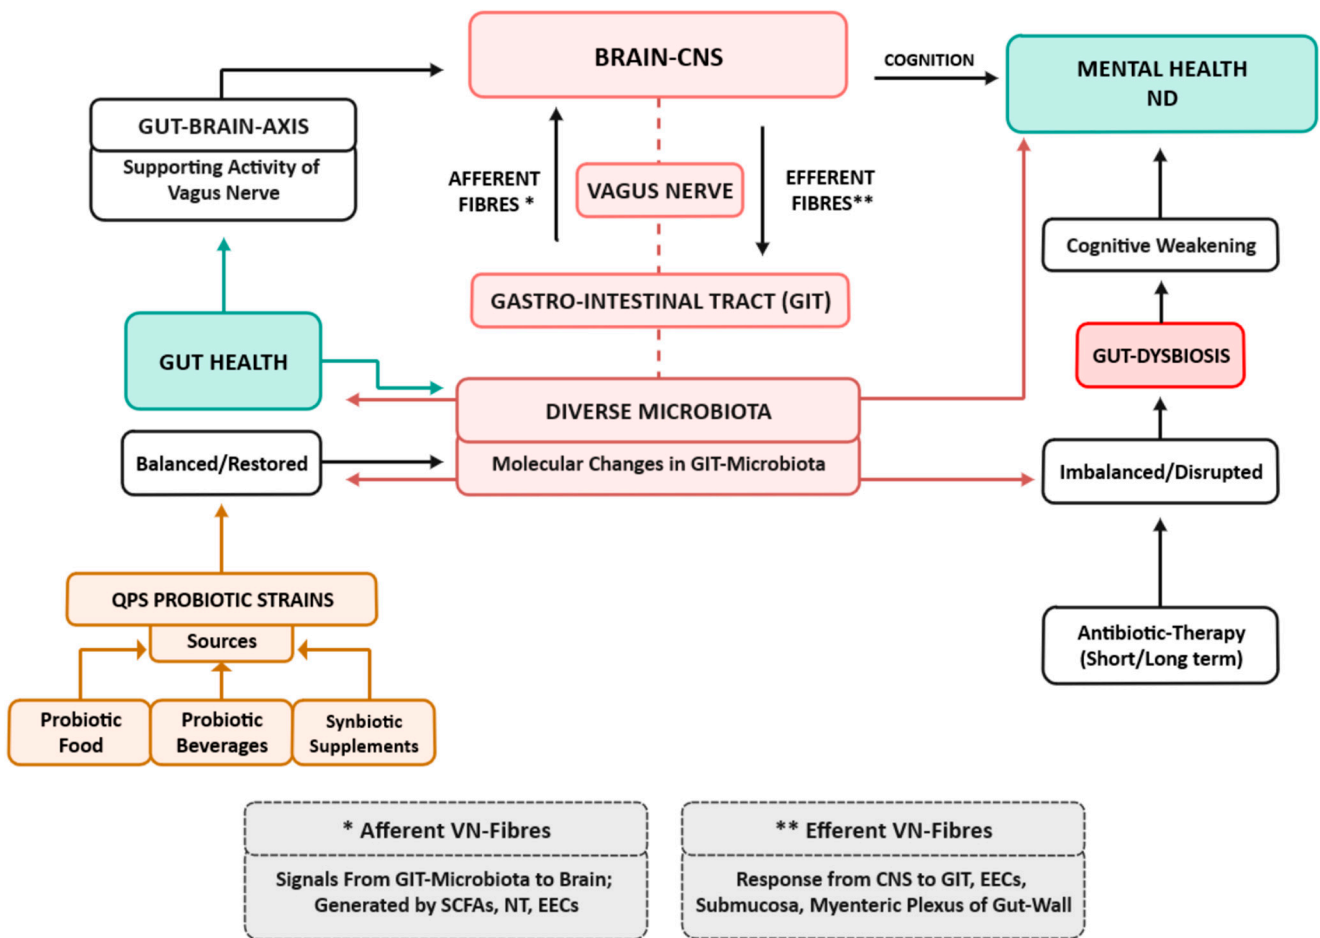 BRAIN-CNS
COGNITION
MENTAL HEALTH
ND
GUT-BRAIN-AXIS
Supporting Activity of
Vagus Nerve
AFFERENT
FIBRES *
VAGUS NERVE
EFFERENT
FIBRES**
Cognitive Weakening
GASTRO-INTESTINAL TRACT (GIT)
GUT HEALTH
GUT-DYSBIOSIS
DIVERSE MICROBIOTA
Molecular Changes in GIT-Microbiota
Balanced/Restored
Imbalanced/Disrupted
QPS PROBIOTIC STRAINS
Sources
Probiotic
Food
Probiotic
Beverages
Synbiotic
Supplements
Antibiotic-Therapy
(Short/Long term)
* Afferent VN-Fibres
Signals From GIT-Microbiota to Brain;
Generated by SCFAs, NT, EECs
** Efferent VN-Fibres
Response from CNS to GIT, EECs,
Submucosa, Myenteric Plexus of Gut-Wall